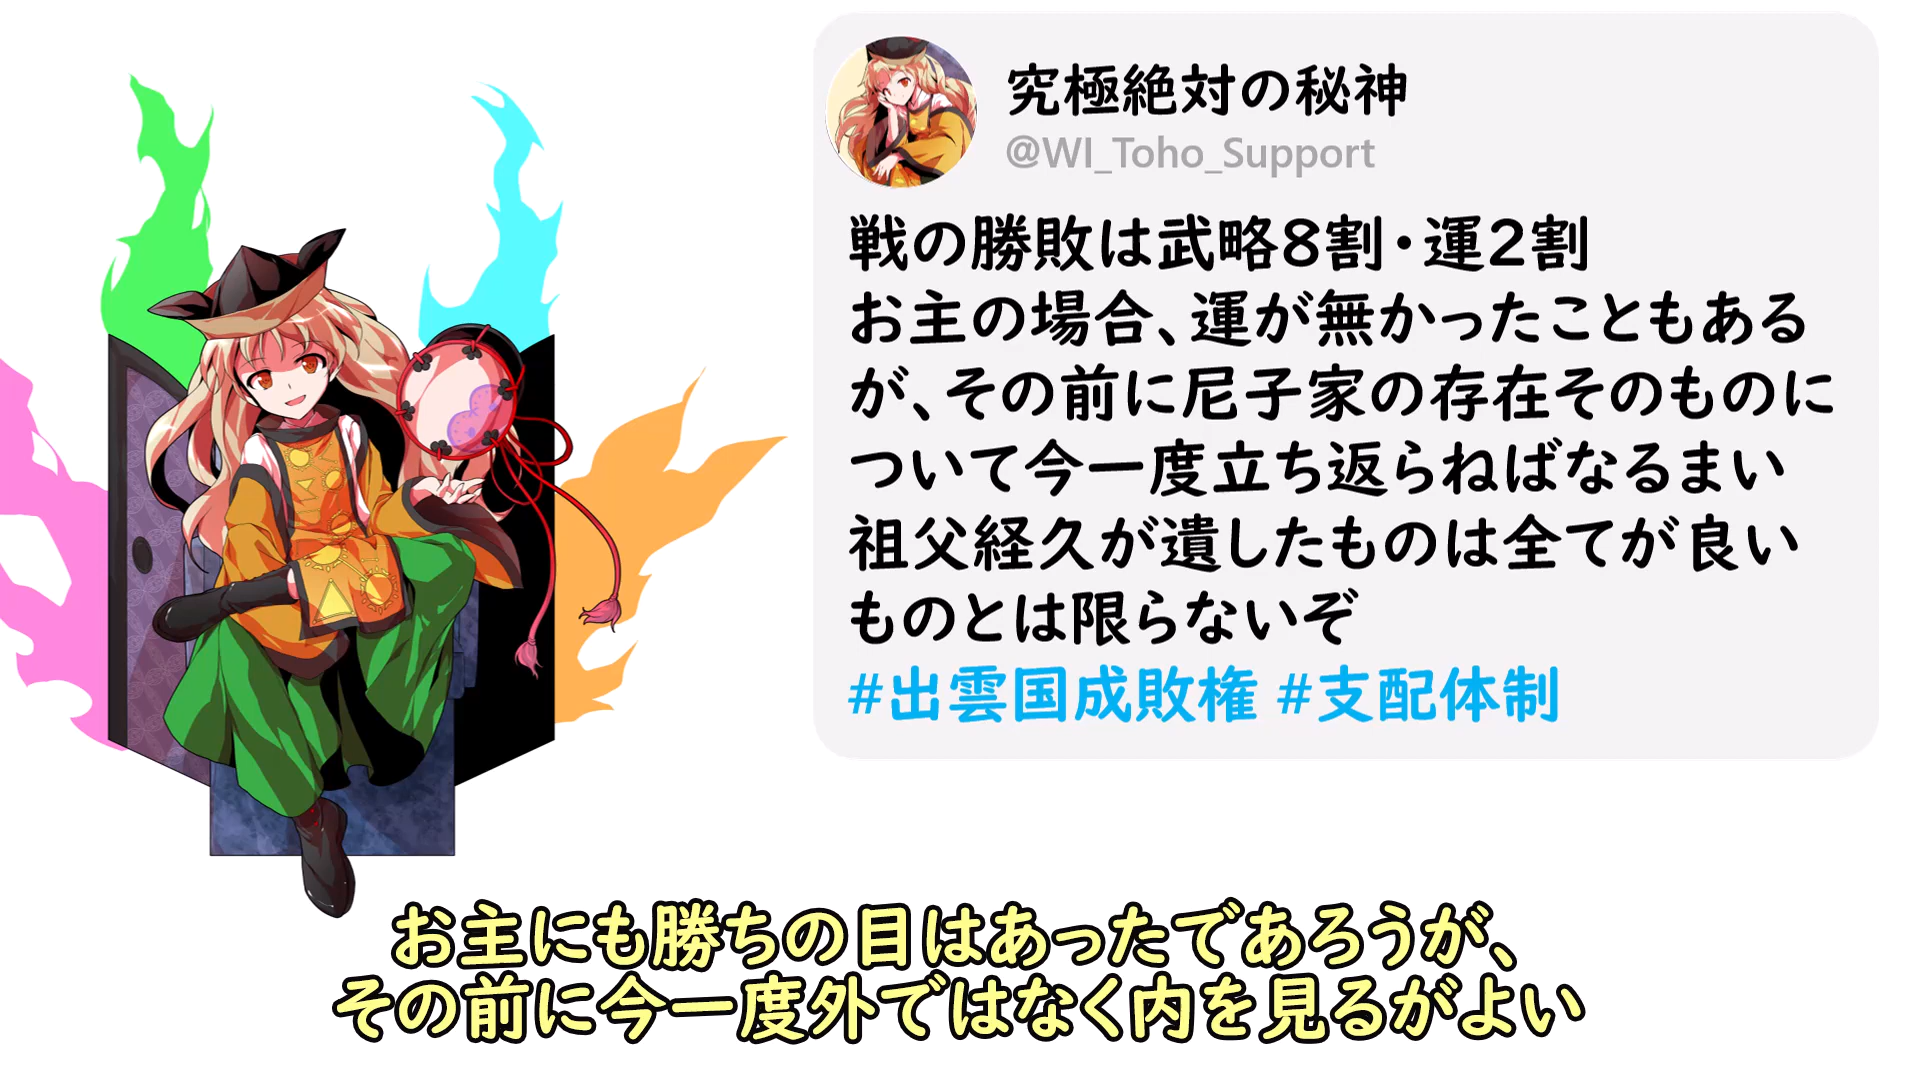 究極絶対の秘神
@WI_Toho_Support
戦の勝敗は武略8割・運2割
お主の場合、運が無かったこともある
が、その前に尼子家の存在そのものに
ついて今一度立ち返らねばなるまい
祖父経久が遺したものは全てが良い
ものとは限らないぞ
#出雲国成敗権 #支配体制
お主にも勝ちの目はあったであろうが、
その前に今一度外ではなく内を見るがよい